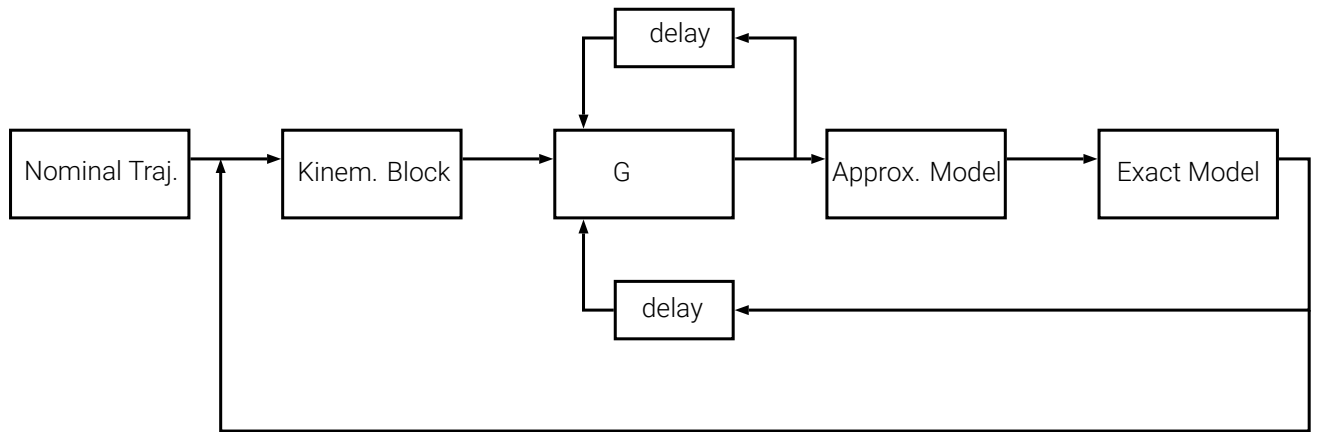 delay
Nominal Traj.
Kinem. Block
G
Approx. Model
Exact Model
delay